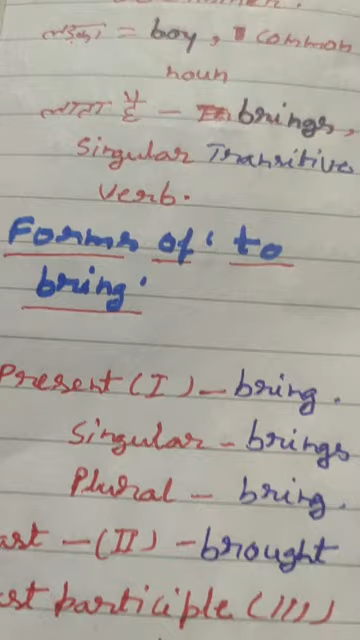 लड़का = boy, common
noun
लाता है - brings,
Singular Transitive
verb.
Forms of 'to
bring'
Present (I) - bring.
Singular - brings
Plural - bring.
ast - (II) - brought
st participle (III)